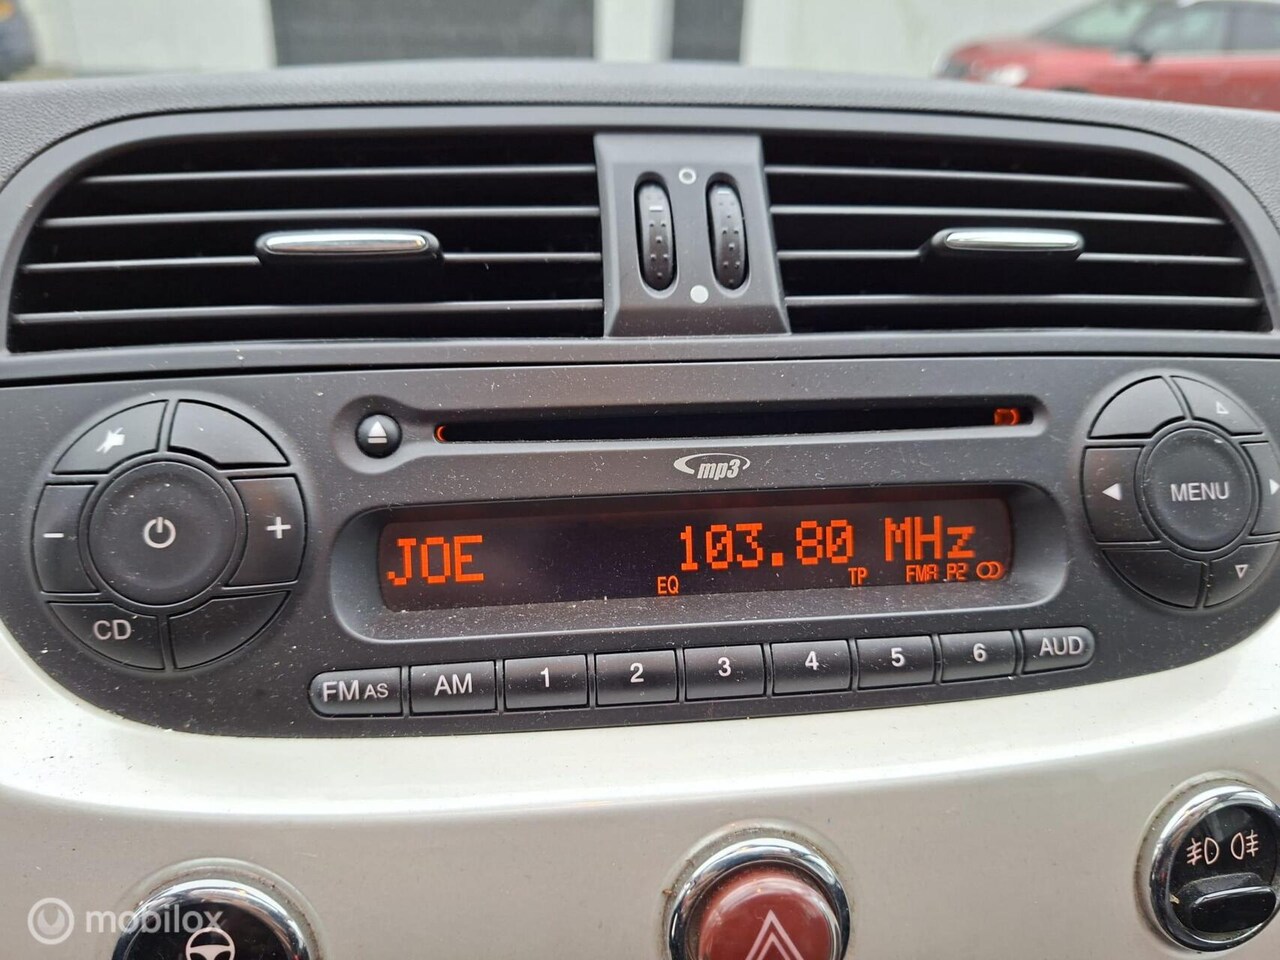 mp3
JOE 103.80 MHz
EQ TP FMA P2
MENU
CD
FM AS AM 1 2 3 4 5 6 AUD
mobilox